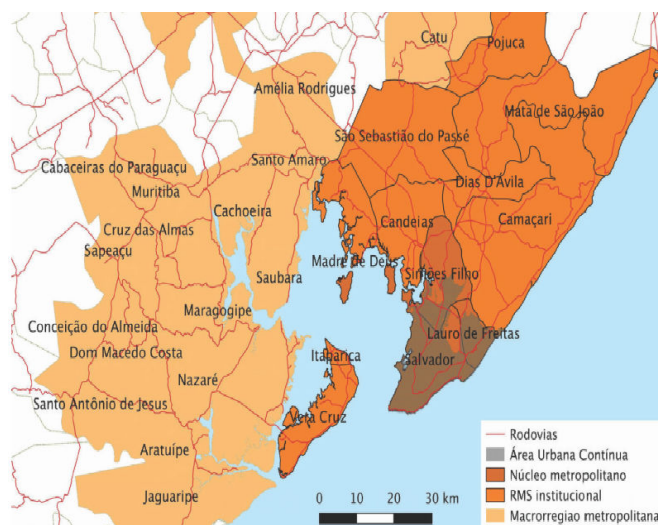 Catu
Pojuca
Amélia Rodrigues
Mata de São João
São Sebastião do Passé
Santo Amaro
Cabaceiras do Paraguaçu
Dias D'Ávila
Muritiba
Cachoeira
Candeias
Camaçari
Cruz das Almas
Sapeaçu
Madre de Deus
Simões Filho
Saubara
Maragogipe
Conceição do Almeida
Lauro de Freitas
Dom Macedo Costa
Itaparica
Salvador
Nazaré
Santo Antônio de Jesus
Vera Cruz
Aratuípe
Jaguaripe
0 10 20 30 km
Rodovias
Área Urbana Contínua
Núcleo metropolitano
RMS institucional
Macrorregiao metropolitana